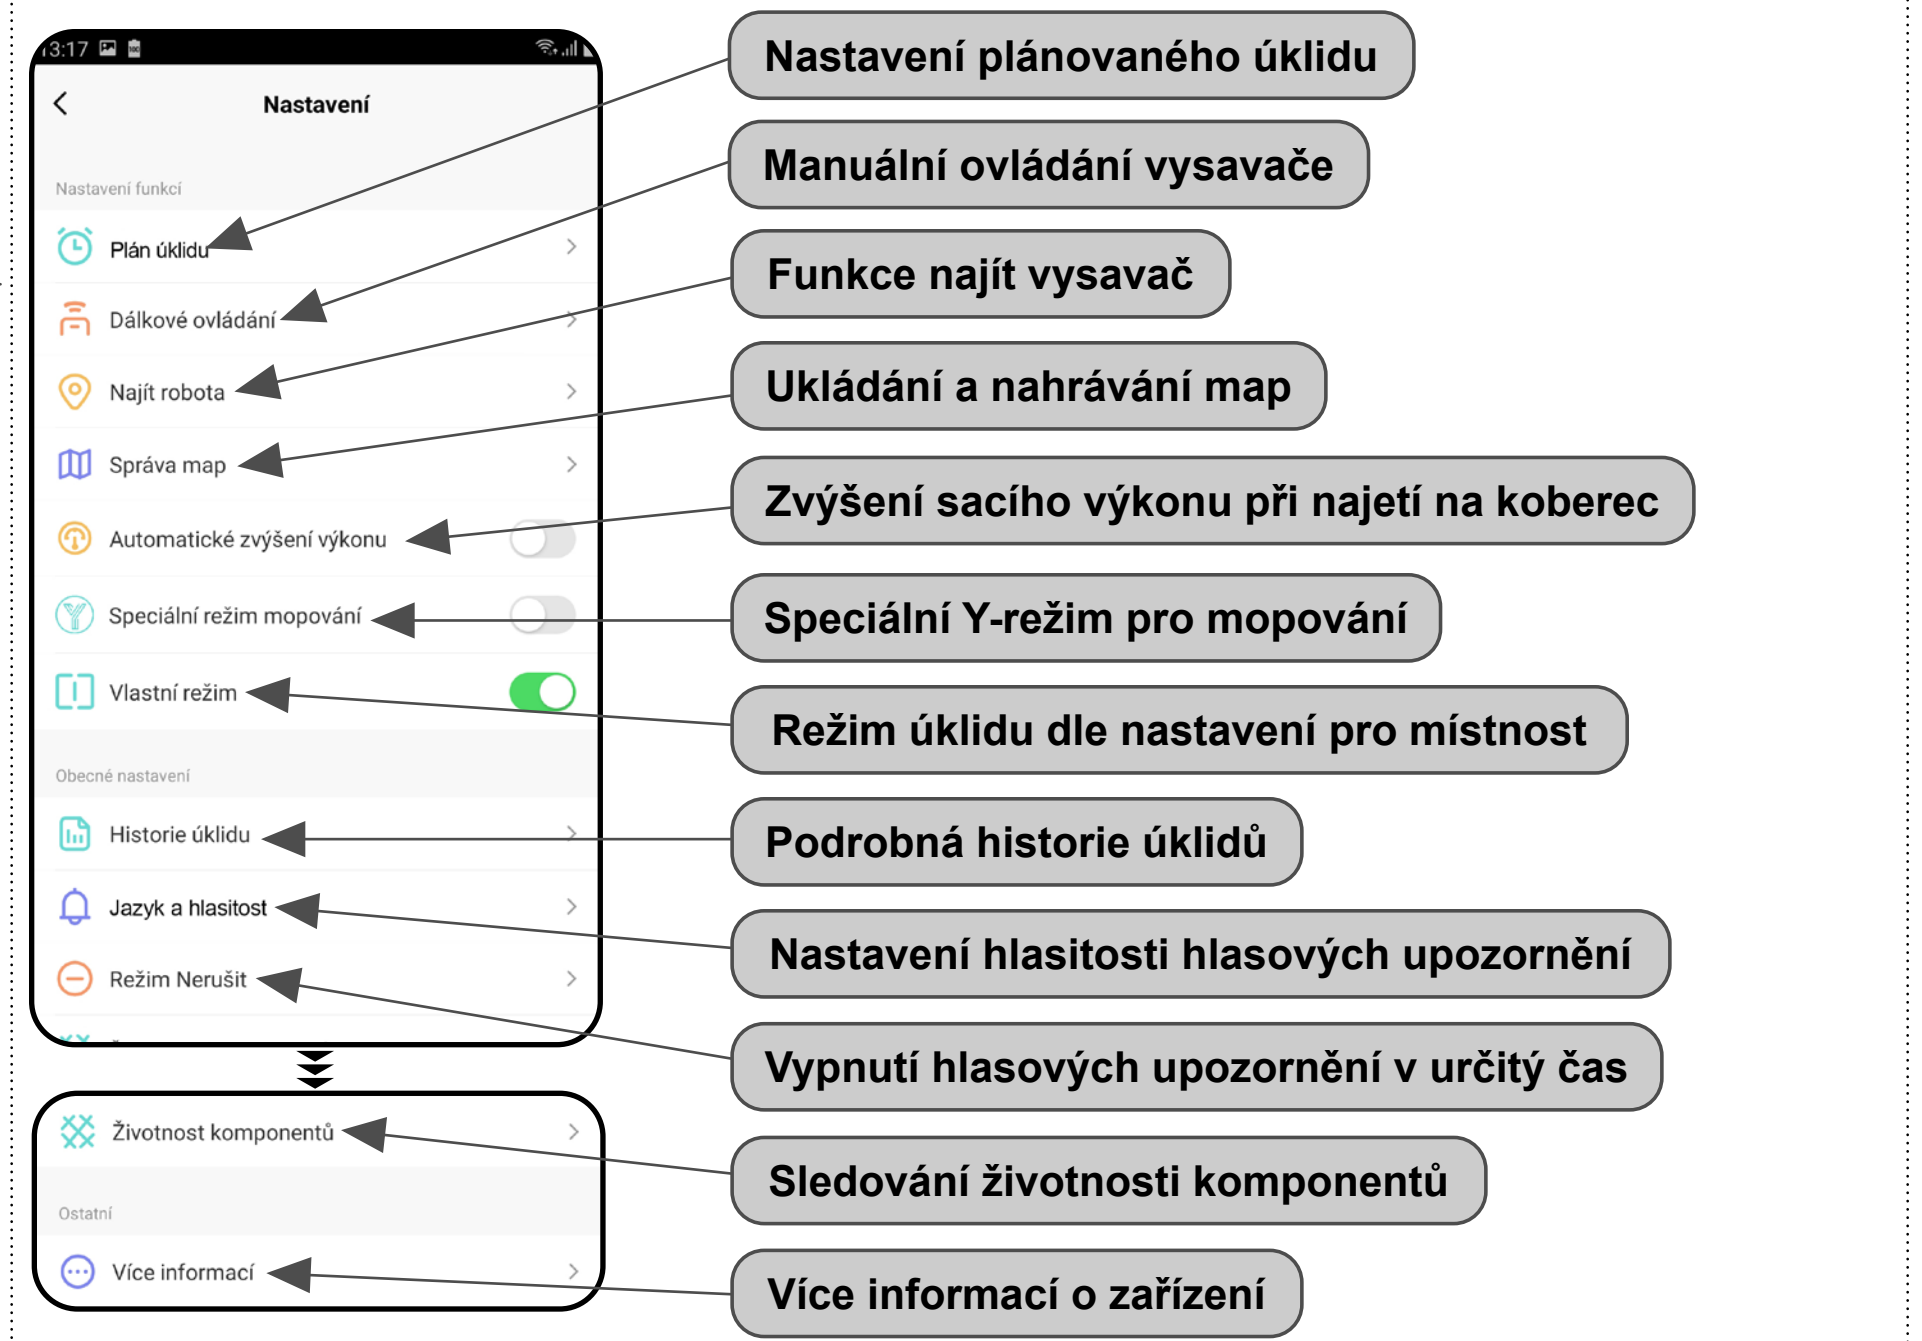 13:17
Nastavení
Nastavení funkcí
Plán úklidu
Dálkové ovládání
Najít robota
Správa map
Automatické zvýšení výkonu
Speciální režim mopování
Vlastní režim
Obecné nastavení
Historie úklidu
Jazyk a hlasitost
Režim Nerušit
Životnost komponentů
Ostatní
Více informací
Nastavení plánovaného úklidu
Manuální ovládání vysavače
Funkce najít vysavač
Ukládání a nahrávání map
Zvýšení sacího výkonu při najetí na koberec
Speciální Y-režim pro mopování
Režim úklidu dle nastavení pro místnost
Podrobná historie úklidů
Nastavení hlasitosti hlasových upozornění
Vypnutí hlasových upozornění v určitý čas
Sledování životnosti komponentů
Více informací o zařízení